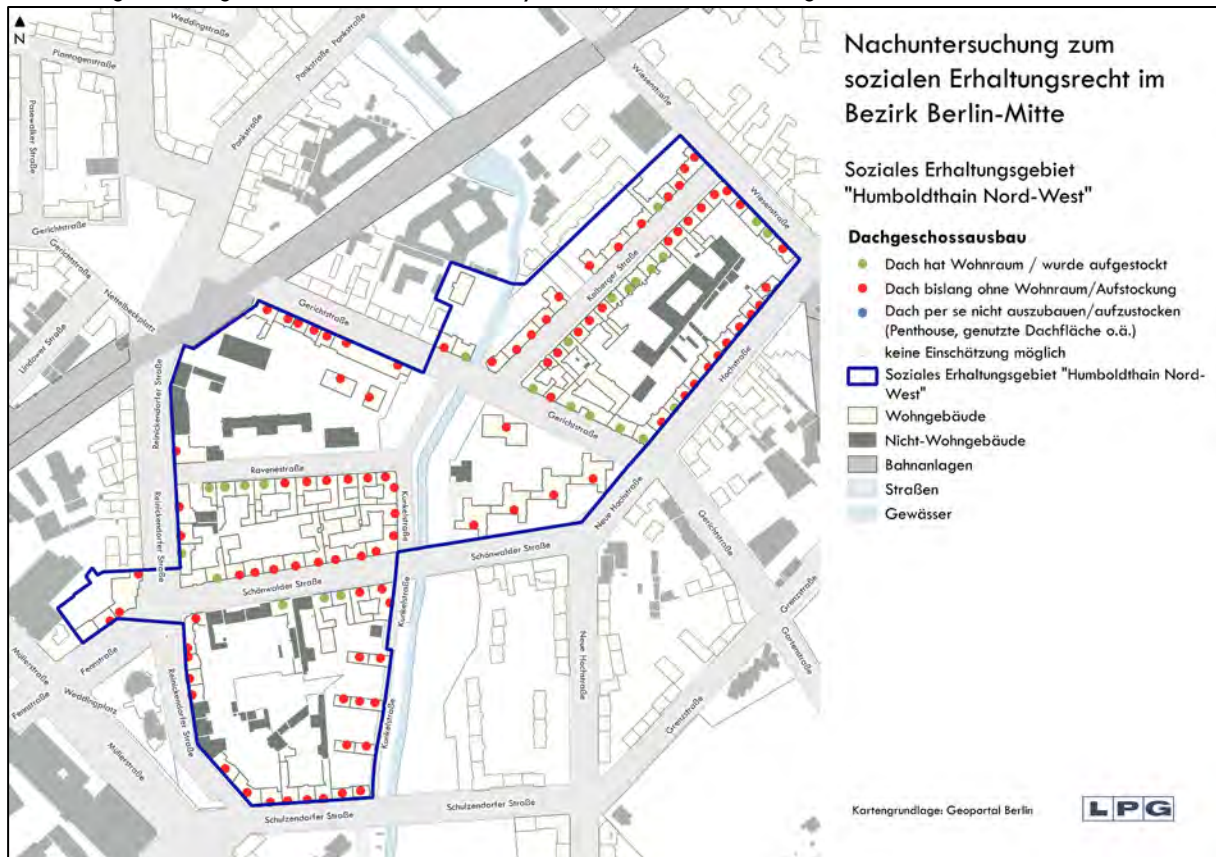 N
Nachuntersuchung zum
sozialen Erhaltungsrecht im
Bezirk Berlin-Mitte
Soziales Erhaltungsgebiet
"Humboldthain Nord-West"
Dachgeschossausbau
Dach hat Wohnraum / wurde aufgestockt
Dach bislang ohne Wohnraum/Aufstockung
Dach per se nicht auszubauen/aufzustocken
(Penthouse, genutzte Dachfläche o.ä.)
keine Einschätzung möglich
Soziales Erhaltungsgebiet "Humboldthain Nord-
West"
Wohngebäude
Nicht-Wohngebäude
Bahnanlagen
Straßen
Gewässer
Kartengrundlage: Geoportal Berlin
LPG
Weddingstraße
Plantagenstraße
Pankstraße
Pankstraße
Pankstraße
Pasewalker Straße
Wiesenstraße
Wiesenstraße
Gerichtstraße
Gerichtstraße
Nettelbeckplatz
Lindower Straße
Gerichtstraße
Kolberger Straße
Hochstraße
Reinickendorfer Straße
Gerichtstraße
Ravenéstraße
Reinickendorfer Straße
Kunkelstraße
Neue Hochstraße
Gerichtstraße
Schönwalder Straße
Schönwalder Straße
Kunkelstraße
Grenzstraße
Gartenstraße
Müllerstraße
Fennstraße
Fennstraße
Weddingplatz
Reinickendorfer Straße
Neue Hochstraße
Müllerstraße
Kunkelstraße
Grenzstraße
Schulzendorfer Straße
Schulzendorfer Straße